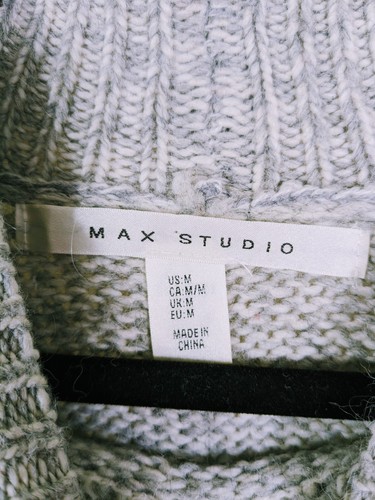 MAX STUDIO
US:M
CA:M/M
UK:M
EU:M
MADE IN
CHINA